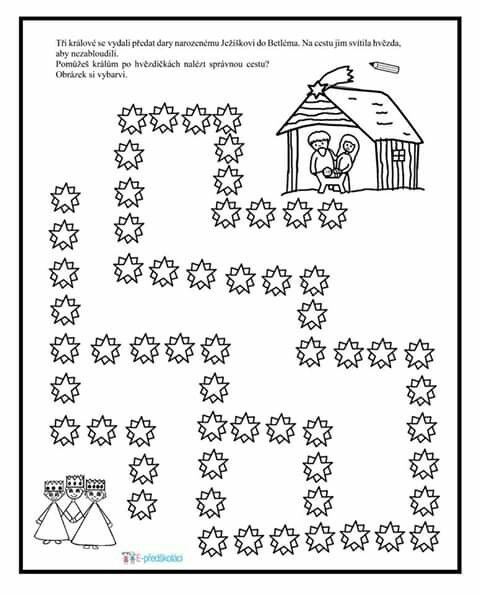 Tři králové se vydali předat dary narozenému Ježíškovi do Betléma. Na cestu jim svítila hvězda,
aby nezabloudili.
Pomůžeš králům po hvězdičkách nalézt správnou cestu?
Obrázek si vybarvi.
E-předškoláci